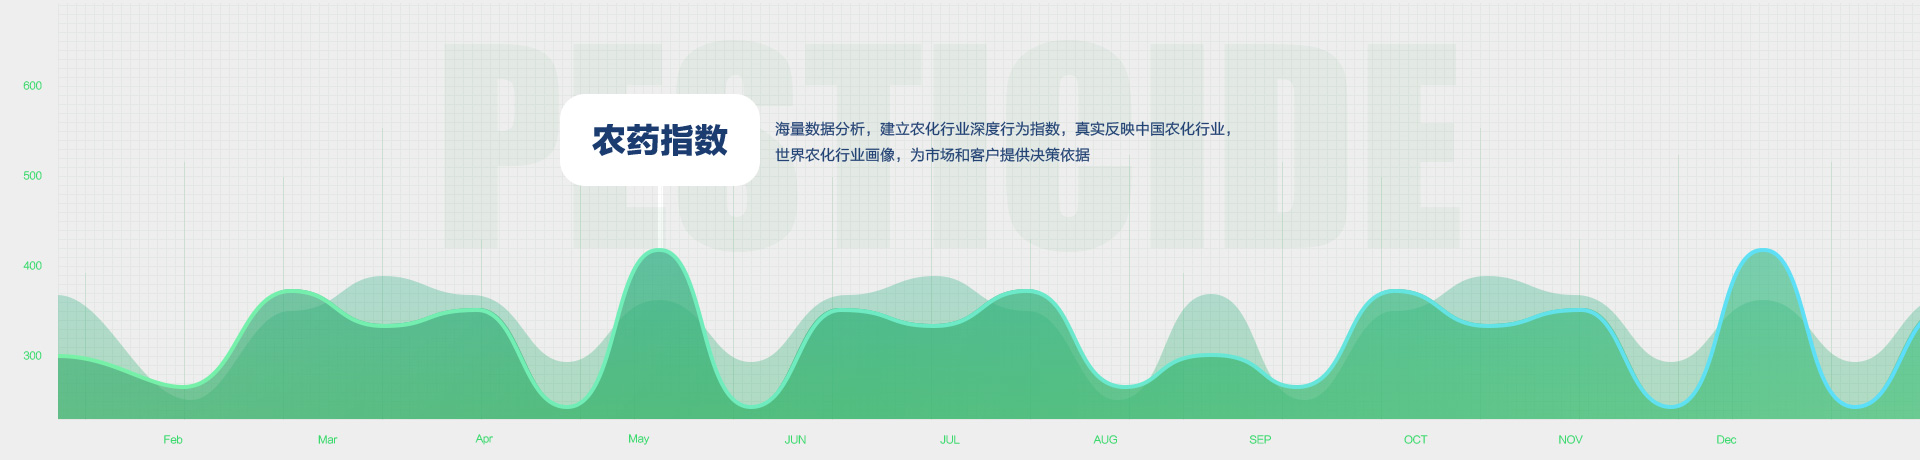 PESTICIDE
农药指数
海量数据分析，建立农化行业深度行为指数，真实反映中国农化行业，
世界农化行业画像，为市场和客户提供决策依据
600
500
400
300
Feb Mar Apr May JUN JUL AUG SEP OCT NOV Dec